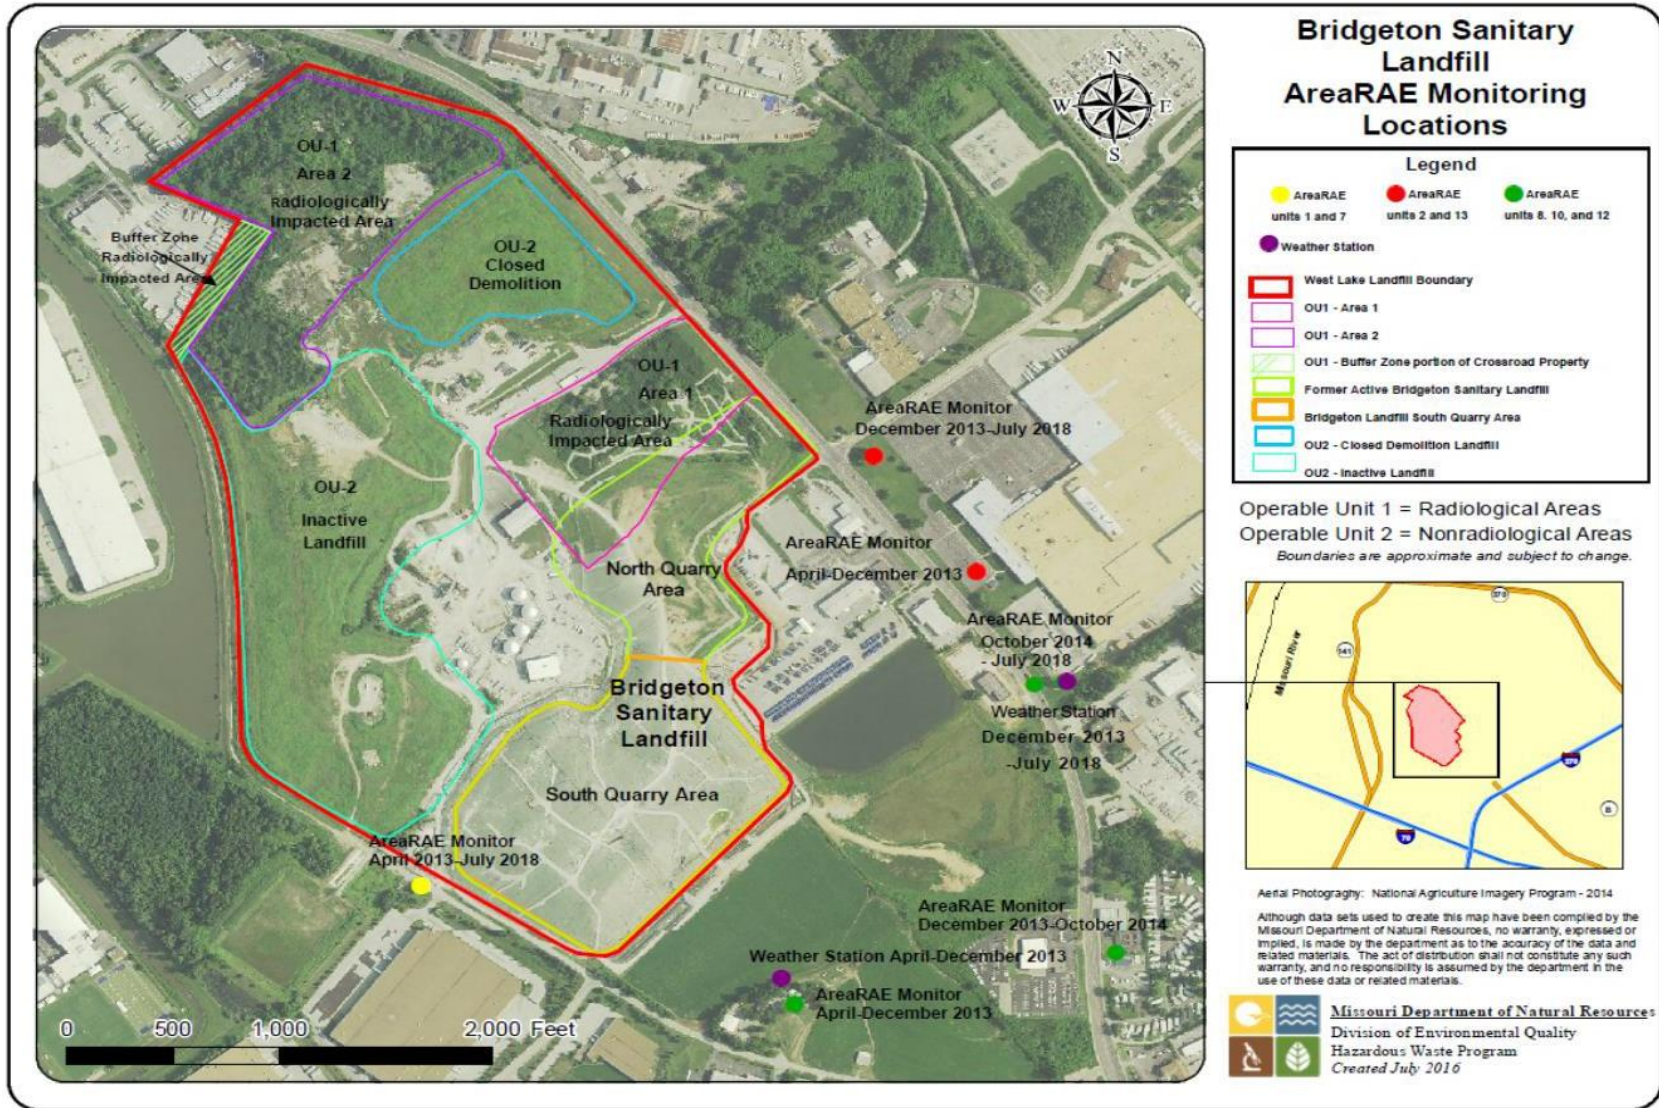 Bridgeton Sanitary
Landfill
AreaRAE Monitoring
Locations
Legend
AreaRAE
units 1 and 7
AreaRAE
units 2 and 13
AreaRAE
units 8, 10, and 12
Weather Station
West Lake Landfill Boundary
OU1 - Area 1
OU1 - Area 2
OU1 - Buffer Zone portion of Crossroad Property
Former Active Bridgeton Sanitary Landfill
Bridgeton Landfill South Quarry Area
OU2 - Closed Demolition Landfill
OU2 - Inactive Landfill
Operable Unit 1 = Radiological Areas
Operable Unit 2 = Nonradiological Areas
Boundaries are approximate and subject to change.
N
W E
S
OU-1
Area 2
Radiologically
Impacted Area
Buffer Zone
Radiologically
Impacted Area
OU-2
Closed
Demolition
OU-1
Area 1
Radiologically
Impacted Area
OU-2
Inactive
Landfill
AreaRAE Monitor
December 2013-July 2018
AreaRAE Monitor
April-December 2013
North Quarry
Area
AreaRAE Monitor
October 2014
- July 2018
Weather Station
December 2013
-July 2018
Bridgeton
Sanitary
Landfill
South Quarry Area
AreaRAE Monitor
April 2013-July 2018
AreaRAE Monitor
December 2013-October 2014
Weather Station April-December 2013
AreaRAE Monitor
April-December 2013
0 500 1,000 2,000 Feet
Missouri River
370
141
270
70
B
Aerial Photography: National Agriculture Imagery Program - 2014
Although data sets used to create this map have been compiled by the
Missouri Department of Natural Resources, no warranty, expressed or
implied, is made by the department as to the accuracy of the data and
related materials. The act of distribution shall not constitute any such
warranty, and no responsibility is assumed by the department in the
use of these data or related materials.
Missouri Department of Natural Resources
Division of Environmental Quality
Hazardous Waste Program
Created July 2016